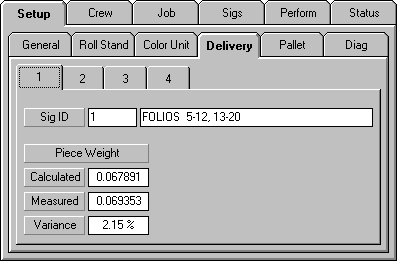 Setup Crew Job Sigs Perform Status
General Roll Stand Color Unit Delivery Pallet Diag
1 2 3 4
Sig ID 1 FOLIOS 5-12, 13-20
Piece Weight
Calculated 0.067891
Measured 0.069353
Variance 2.15 %